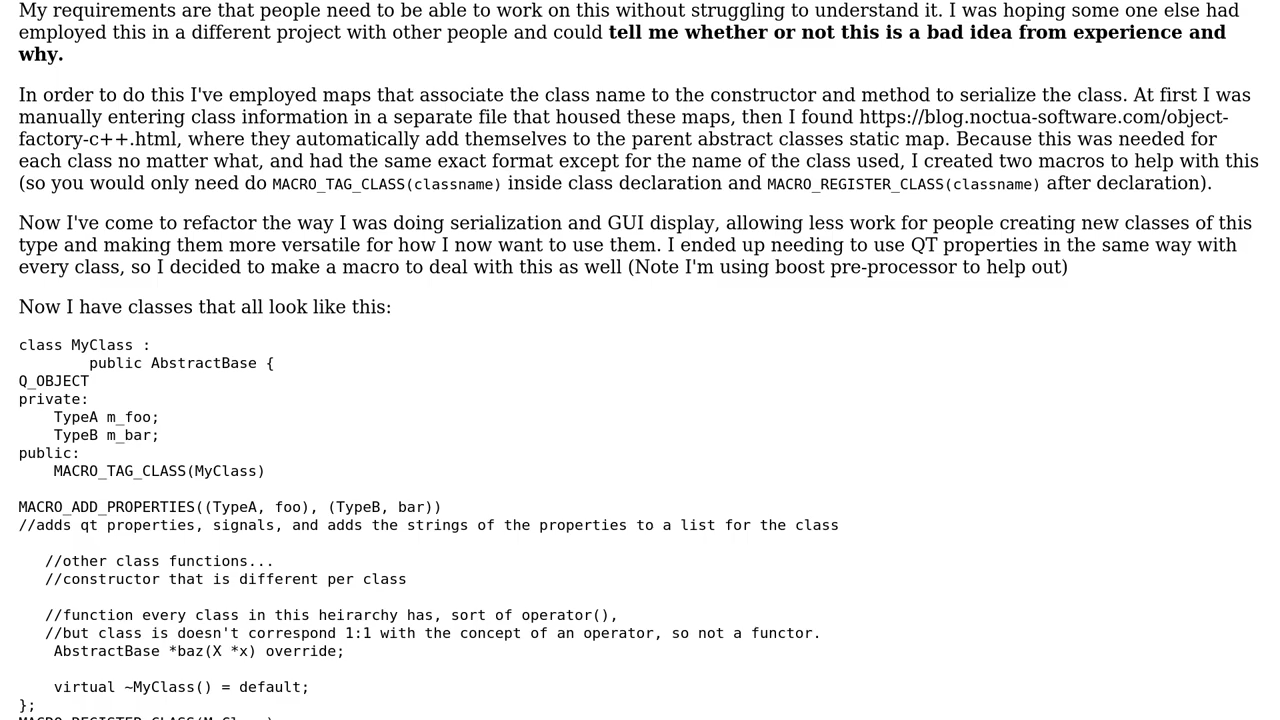 My requirements are that people need to be able to work on this without struggling to understand it. I was hoping some one else had
employed this in a different project with other people and could tell me whether or not this is a bad idea from experience and
why.
In order to do this I've employed maps that associate the class name to the constructor and method to serialize the class. At first I was
manually entering class information in a separate file that housed these maps, then I found https://blog.noctua-software.com/object-
factory-c++.html, where they automatically add themselves to the parent abstract classes static map. Because this was needed for
each class no matter what, and had the same exact format except for the name of the class used, I created two macros to help with this
(so you would only need do MACRO_TAG_CLASS(classname) inside class declaration and MACRO_REGISTER_CLASS(classname) after declaration).
Now I've come to refactor the way I was doing serialization and GUI display, allowing less work for people creating new classes of this
type and making them more versatile for how I now want to use them. I ended up needing to use QT properties in the same way with
every class, so I decided to make a macro to deal with this as well (Note I'm using boost pre-processor to help out)
Now I have classes that all look like this:
class MyClass :
        public AbstractBase {
Q_OBJECT
private:
    TypeA m_foo;
    TypeB m_bar;
public:
    MACRO_TAG_CLASS(MyClass)
MACRO_ADD_PROPERTIES((TypeA, foo), (TypeB, bar))
//adds qt properties, signals, and adds the strings of the properties to a list for the class
   //other class functions...
   //constructor that is different per class
   //function every class in this heirarchy has, sort of operator(),
   //but class is doesn't correspond 1:1 with the concept of an operator, so not a functor.
    AbstractBase *baz(X *x) override;
    virtual ~MyClass() = default;
};
MACRO_REGISTER_CLASS(MyClass)